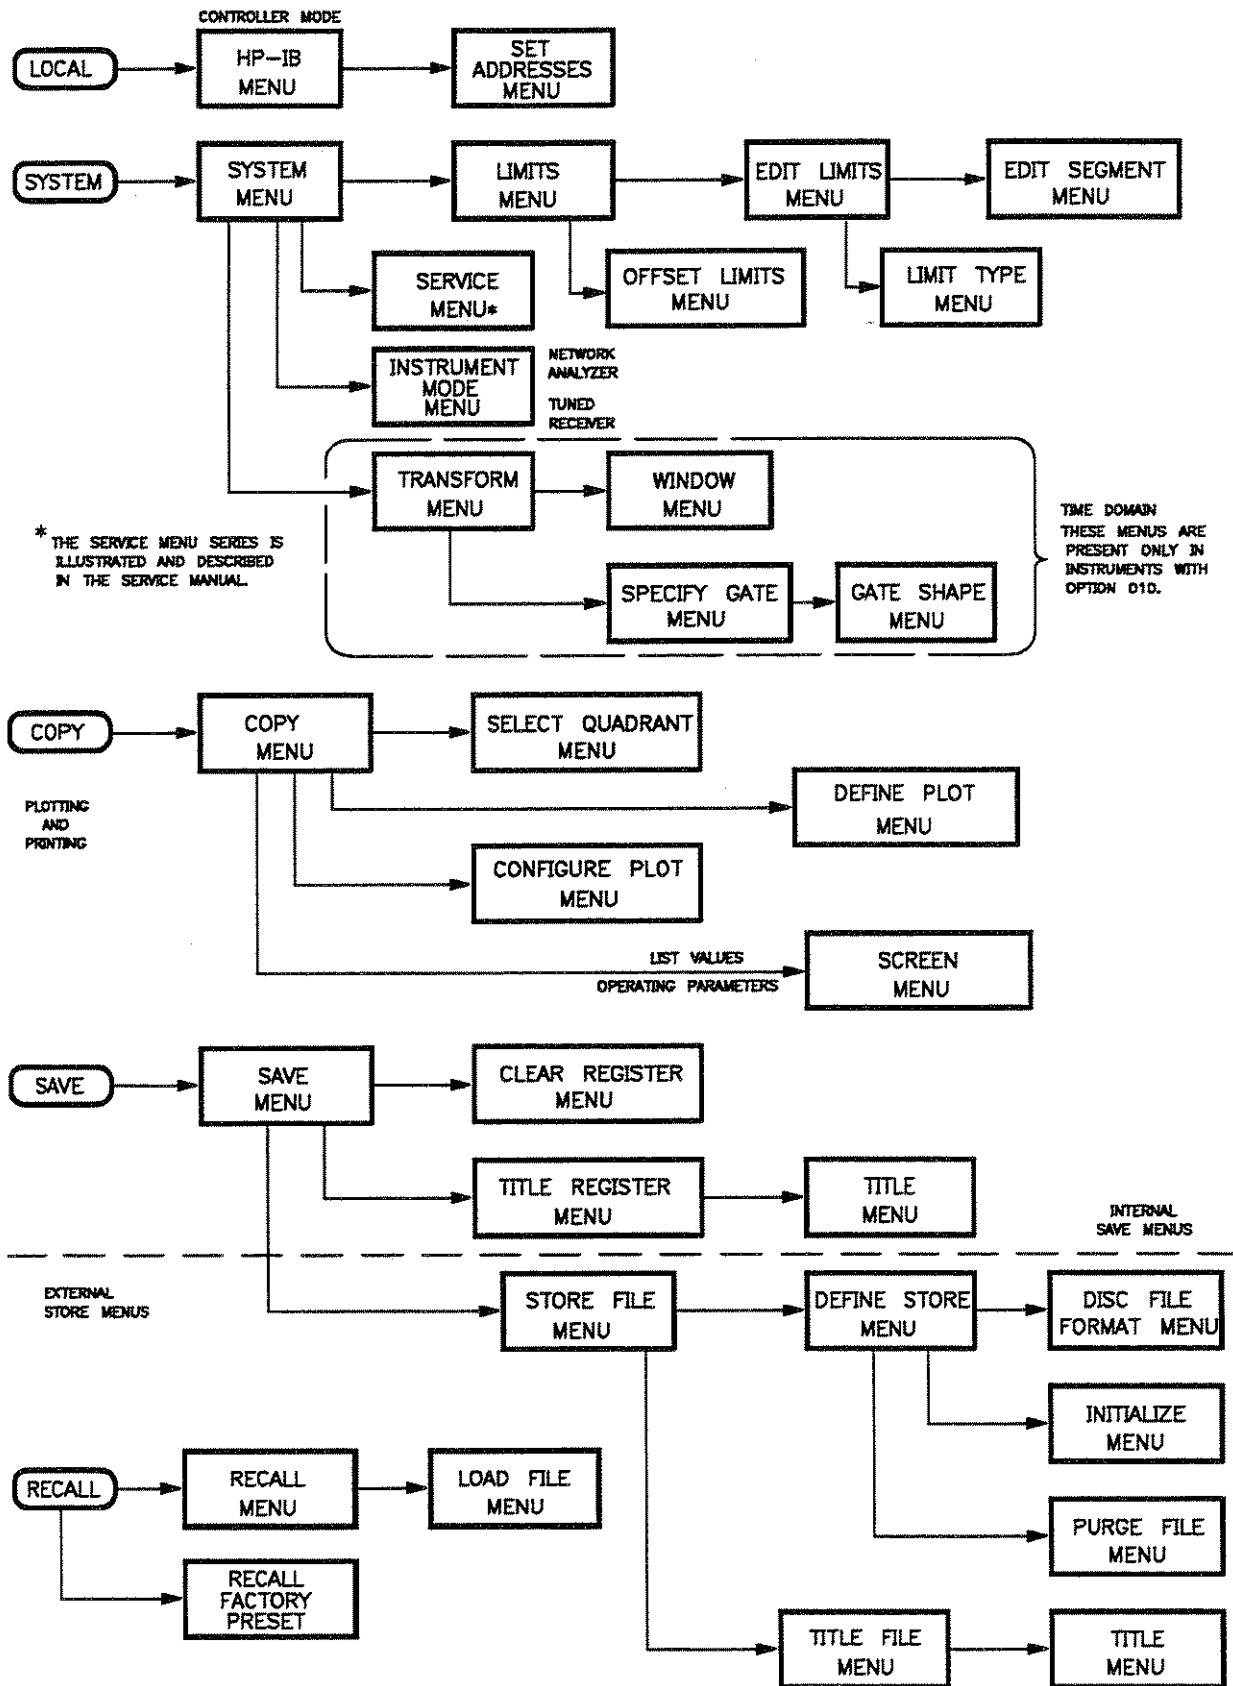 CONTROLLER MODE
LOCAL
HP-IB
MENU
SET
ADDRESSES
MENU
SYSTEM
SYSTEM
MENU
LIMITS
MENU
EDIT LIMITS
MENU
EDIT SEGMENT
MENU
SERVICE
MENU*
OFFSET LIMITS
MENU
LIMIT TYPE
MENU
INSTRUMENT
MODE
MENU
NETWORK
ANALYZER
TUNED
RECEIVER
TRANSFORM
MENU
WINDOW
MENU
SPECIFY GATE
MENU
GATE SHAPE
MENU
TIME DOMAIN
THESE MENUS ARE
PRESENT ONLY IN
INSTRUMENTS WITH
OPTION 010.
* THE SERVICE MENU SERIES IS
ILLUSTRATED AND DESCRIBED
IN THE SERVICE MANUAL.
COPY
PLOTTING
AND
PRINTING
COPY
MENU
SELECT QUADRANT
MENU
DEFINE PLOT
MENU
CONFIGURE PLOT
MENU
LIST VALUES
OPERATING PARAMETERS
SCREEN
MENU
SAVE
SAVE
MENU
CLEAR REGISTER
MENU
TITLE REGISTER
MENU
TITLE
MENU
INTERNAL
SAVE MENUS
EXTERNAL
STORE MENUS
STORE FILE
MENU
DEFINE STORE
MENU
DISC FILE
FORMAT MENU
INITIALIZE
MENU
PURGE FILE
MENU
RECALL
RECALL
MENU
LOAD FILE
MENU
RECALL
FACTORY
PRESET
TITLE FILE
MENU
TITLE
MENU